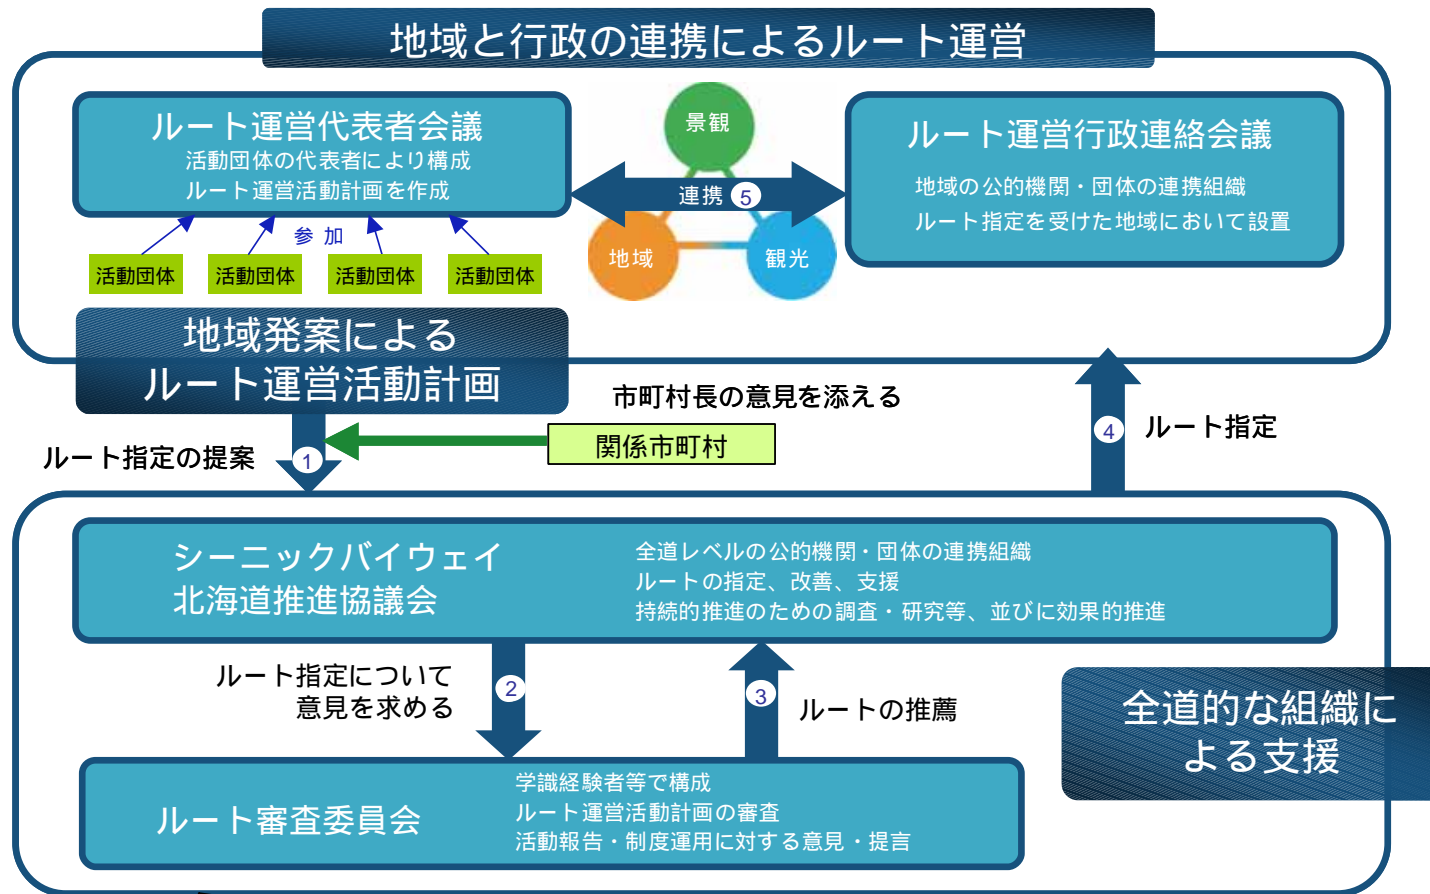 地域と行政の連携によるルート運営
ルート運営代表者会議
活動団体の代表者により構成
ルート運営活動計画を作成
景観
連携 5
地域
観光
ルート運営行政連絡会議
地域の公的機関・団体の連携組織
ルート指定を受けた地域において設置
参加
活動団体
活動団体
活動団体
活動団体
地域発案による
ルート運営活動計画
市町村長の意見を添える
関係市町村
ルート指定の提案
1
4
ルート指定
シーニックバイウェイ
北海道推進協議会
全道レベルの公的機関・団体の連携組織
ルートの指定、改善、支援
持続的推進のための調査・研究等、並びに効果的推進
ルート指定について
意見を求める
2
3
ルートの推薦
全道的な組織に
よる支援
ルート審査委員会
学識経験者等で構成
ルート運営活動計画の審査
活動報告・制度運用に対する意見・提言